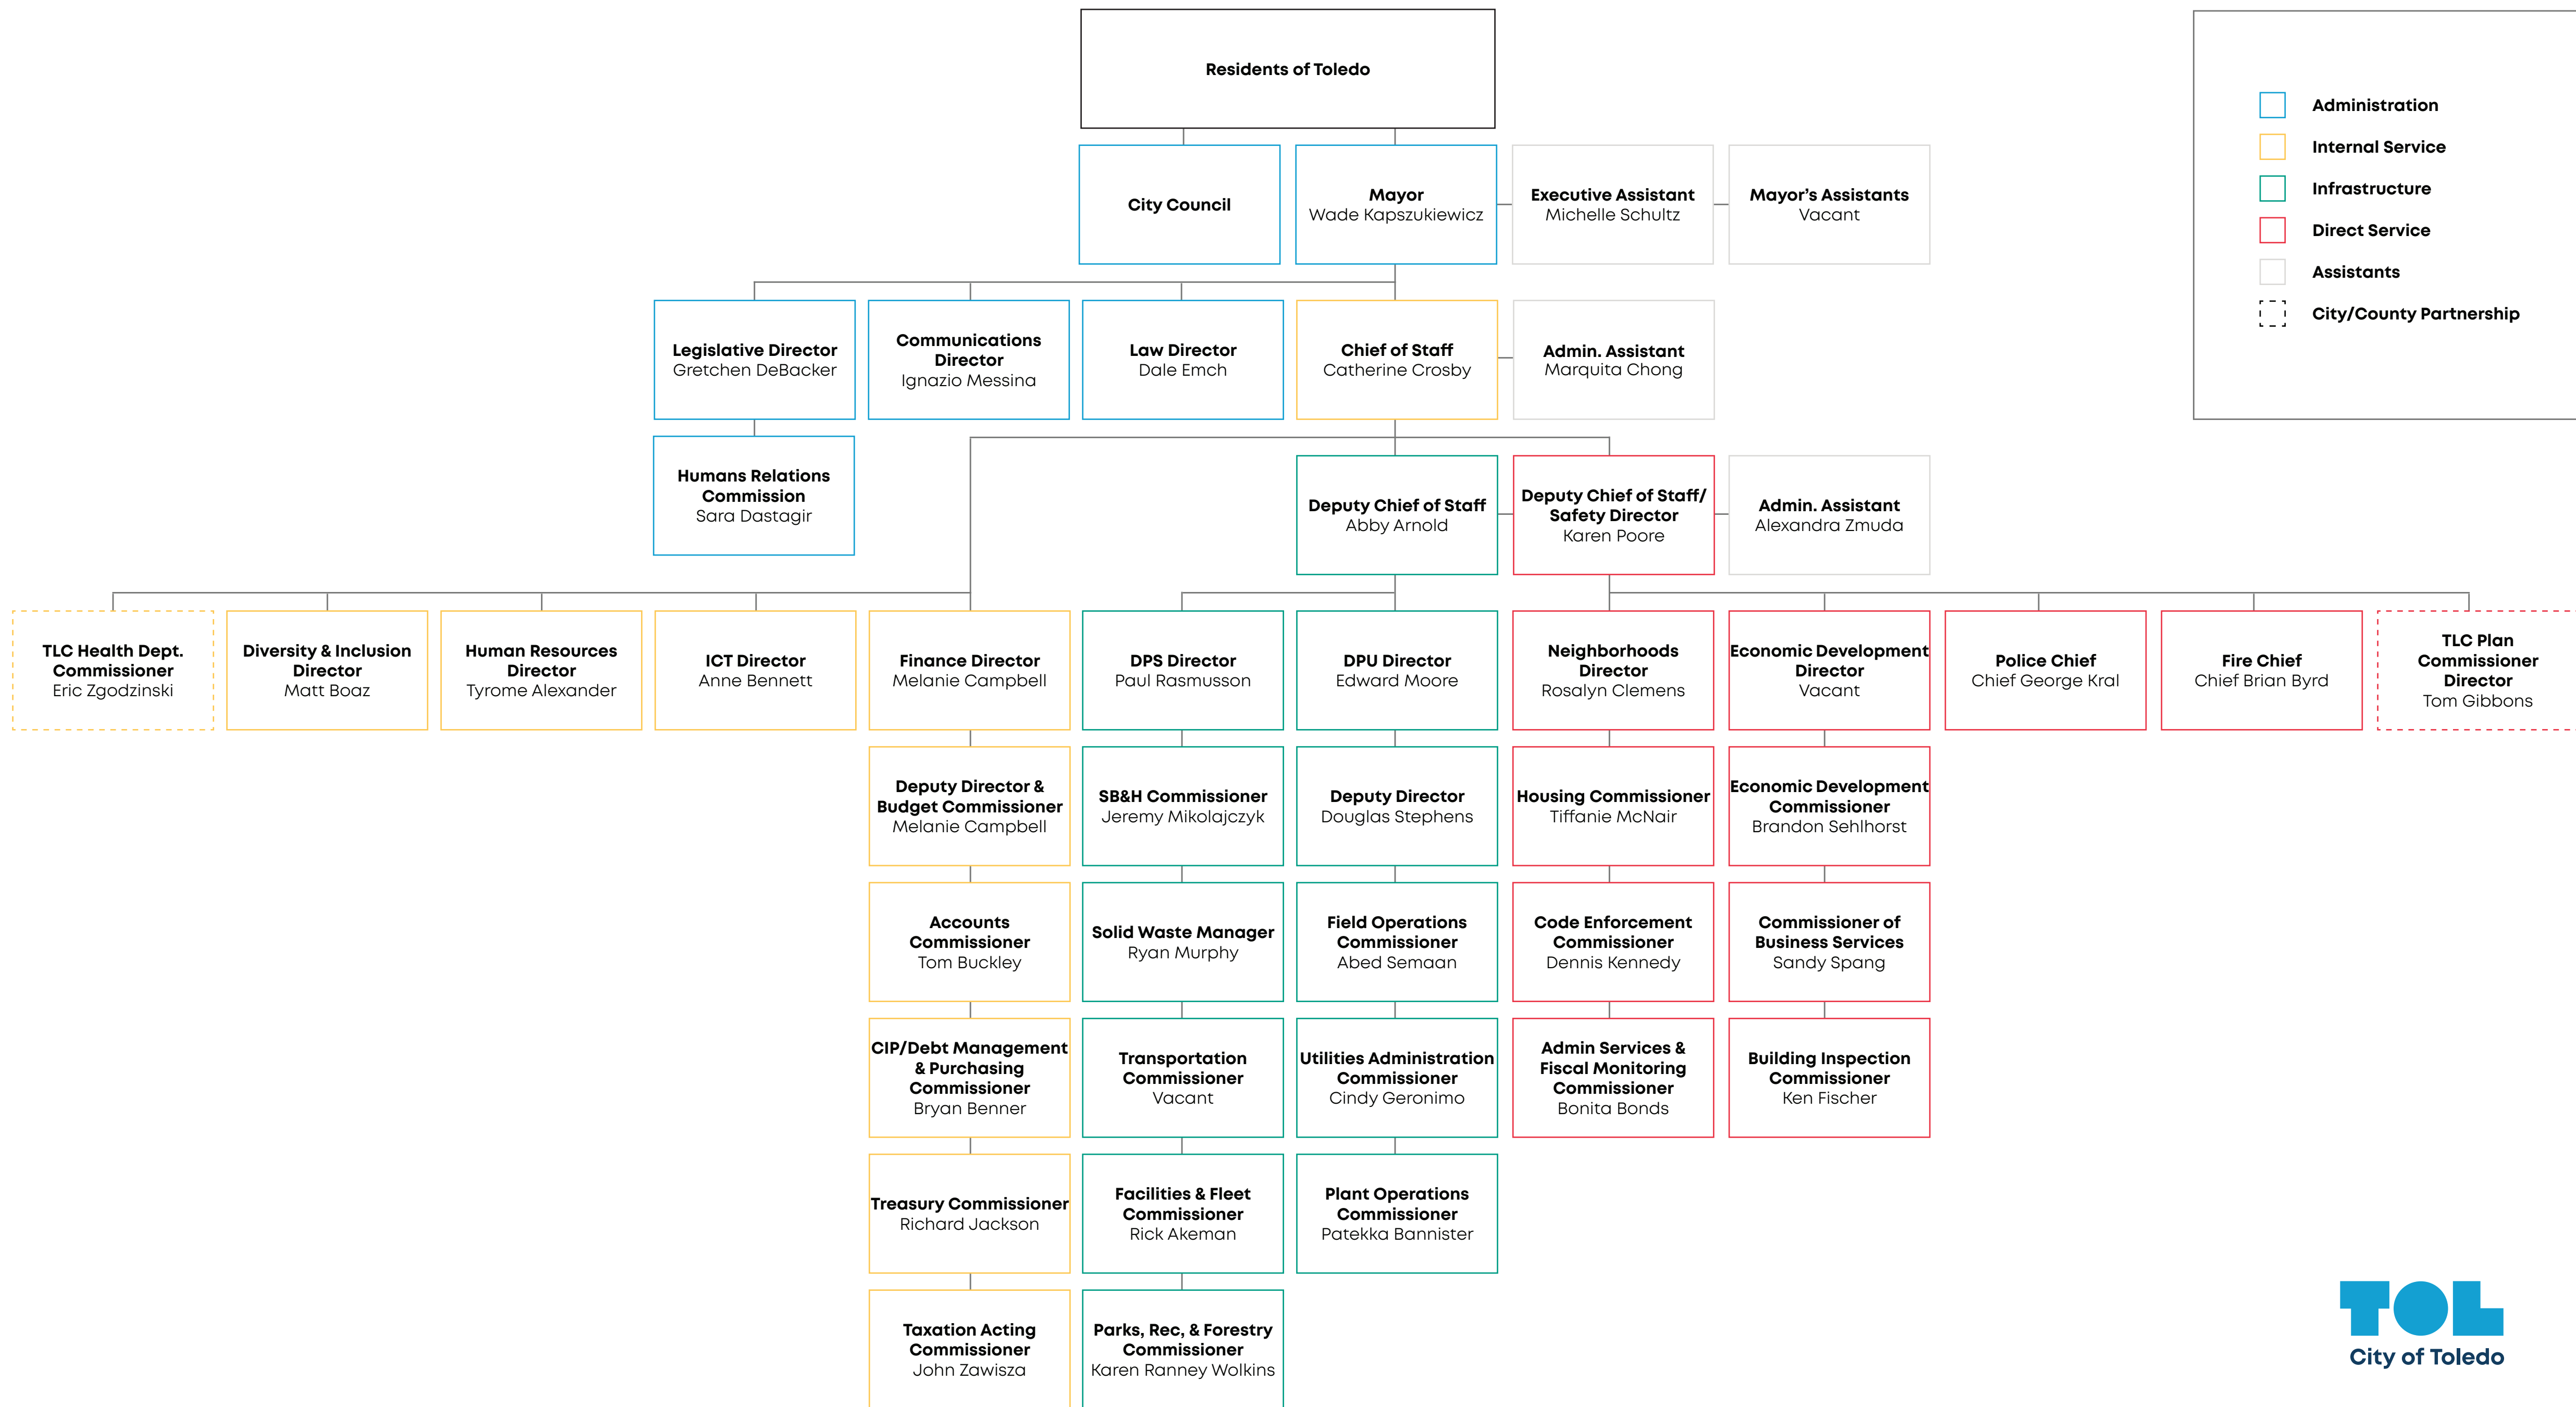 Residents of Toledo
Administration
Internal Service
Infrastructure
Direct Service
Assistants
City/County Partnership
City Council
Mayor
Wade Kapszukiewicz
Executive Assistant
Michelle Schultz
Mayor’s Assistants
Vacant
Legislative Director
Gretchen DeBacker
Communications
Director
Ignazio Messina
Law Director
Dale Emch
Chief of Staff
Catherine Crosby
Admin. Assistant
Marquita Chong
Humans Relations
Commission
Sara Dastagir
Deputy Chief of Staff
Abby Arnold
Deputy Chief of Staff/
Safety Director
Karen Poore
Admin. Assistant
Alexandra Zmuda
TLC Health Dept.
Commissioner
Eric Zgodzinski
Diversity & Inclusion
Director
Matt Boaz
Human Resources
Director
Tyrome Alexander
ICT Director
Anne Bennett
Finance Director
Melanie Campbell
DPS Director
Paul Rasmusson
DPU Director
Edward Moore
Neighborhoods
Director
Rosalyn Clemens
Economic Development
Director
Vacant
Police Chief
Chief George Kral
Fire Chief
Chief Brian Byrd
TLC Plan
Commissioner
Director
Tom Gibbons
Deputy Director &
Budget Commissioner
Melanie Campbell
SB&H Commissioner
Jeremy Mikolajczyk
Deputy Director
Douglas Stephens
Housing Commissioner
Tiffanie McNair
Economic Development
Commissioner
Brandon Sehlhorst
Accounts
Commissioner
Tom Buckley
Solid Waste Manager
Ryan Murphy
Field Operations
Commissioner
Abed Semaan
Code Enforcement
Commissioner
Dennis Kennedy
Commissioner of
Business Services
Sandy Spang
CIP/Debt Management
& Purchasing
Commissioner
Bryan Benner
Transportation
Commissioner
Vacant
Utilities Administration
Commissioner
Cindy Geronimo
Admin Services &
Fiscal Monitoring
Commissioner
Bonita Bonds
Building Inspection
Commissioner
Ken Fischer
Treasury Commissioner
Richard Jackson
Facilities & Fleet
Commissioner
Rick Akeman
Plant Operations
Commissioner
Patekka Bannister
Taxation Acting
Commissioner
John Zawisza
Parks, Rec, & Forestry
Commissioner
Karen Ranney Wolkins
TOL
City of Toledo